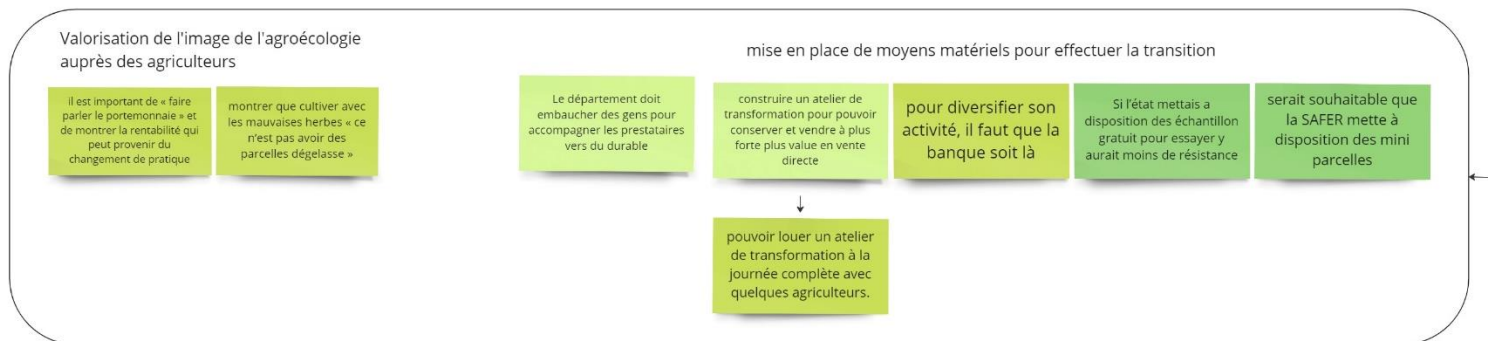 Valorisation de l'image de l'agroécologie
auprès des agriculteurs
il est important de « faire
parler le portemonnaie » et
de montrer la rentabilité qui
peut provenir du
changement de pratique
montrer que cultiver avec
les mauvaises herbes « ce
n'est pas avoir des
parcelles dégelasse »
mise en place de moyens matériels pour effectuer la transition
Le département doit
embaucher des gens pour
accompagner les prestataires
vers du durable
construire un atelier de
transformation pour pouvoir
conserver et vendre à plus
forte plus value en vente
directe
pour diversifier son
activité, il faut que la
banque soit là
Si l'état mettais a
disposition des échantillon
gratuit pour essayer y
aurait moins de résistance
serait souhaitable que
la SAFER mette à
disposition des mini
parcelles
pouvoir louer un atelier
de transformation à la
journée complète avec
quelques agriculteurs.